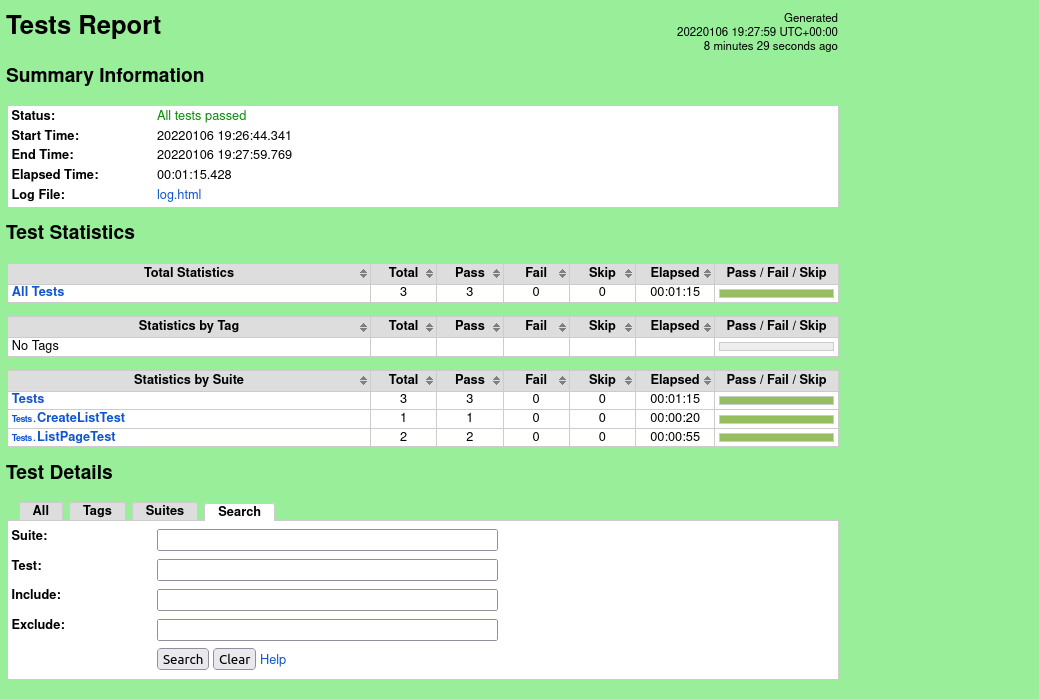 Tests Report
Generated
20220106 19:27:59 UTC+00:00
8 minutes 29 seconds ago
Summary Information
Status: All tests passed
Start Time: 20220106 19:26:44.341
End Time: 20220106 19:27:59.769
Elapsed Time: 00:01:15.428
Log File: log.html
Test Statistics
Total Statistics Total Pass Fail Skip Elapsed Pass / Fail / Skip
All Tests 3 3 0 0 00:01:15
Statistics by Tag Total Pass Fail Skip Elapsed Pass / Fail / Skip
No Tags
Statistics by Suite Total Pass Fail Skip Elapsed Pass / Fail / Skip
Tests 3 3 0 0 00:01:15
Tests . CreateListTest 1 1 0 0 00:00:20
Tests . ListPageTest 2 2 0 0 00:00:55
Test Details
All Tags Suites Search
Suite:
Test:
Include:
Exclude:
Search Clear Help